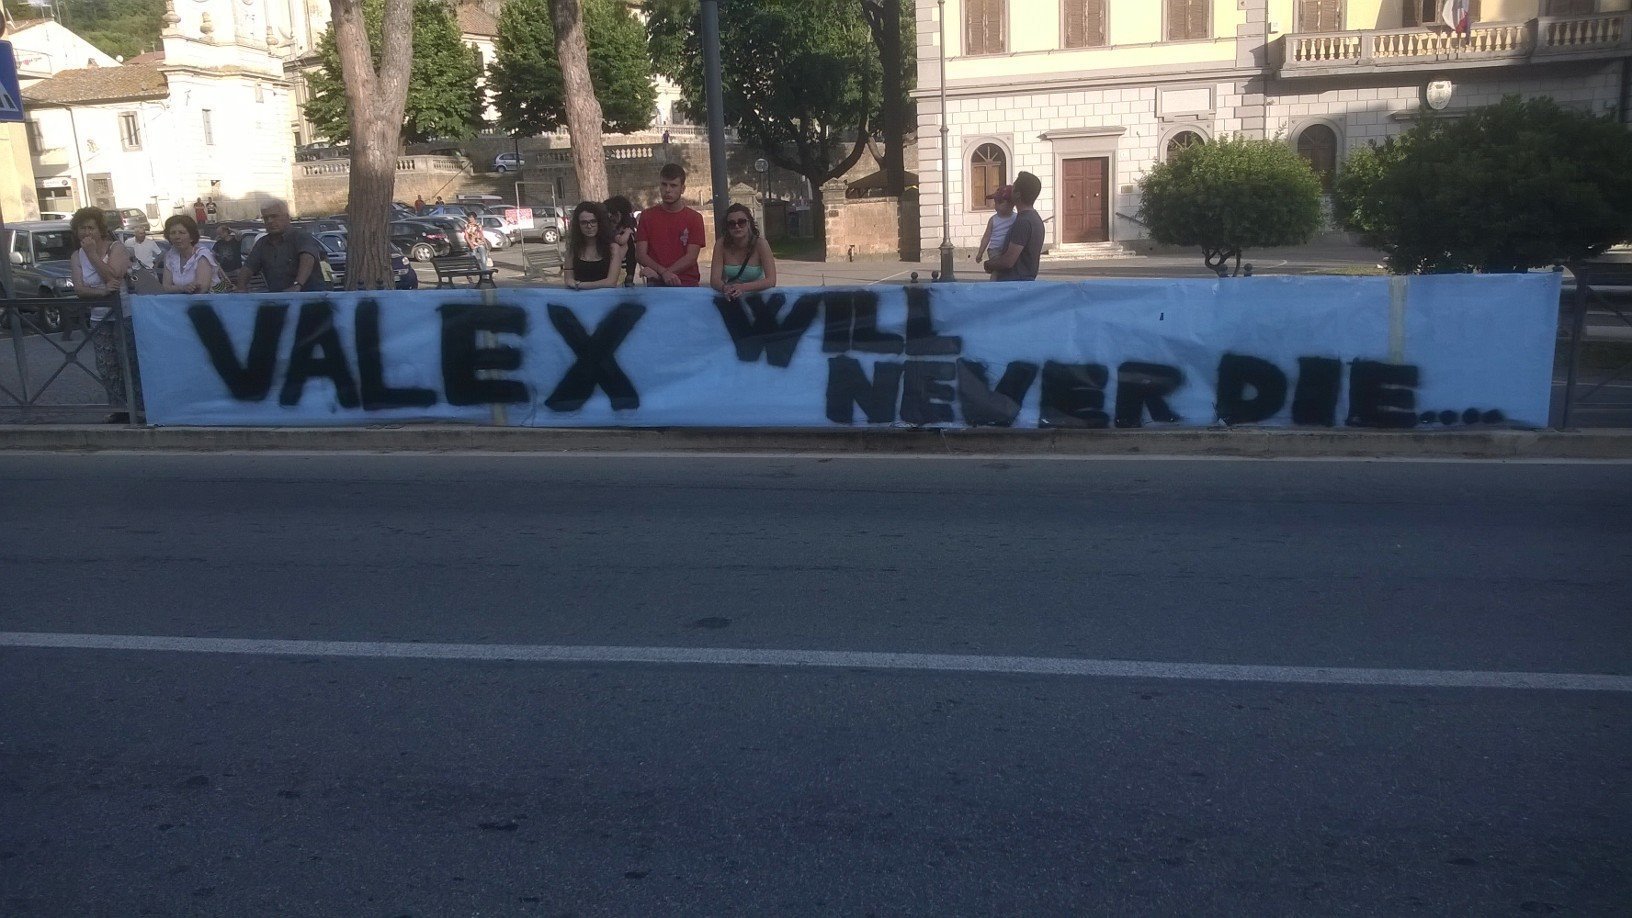 VALEX WILL
NEVER DIE....